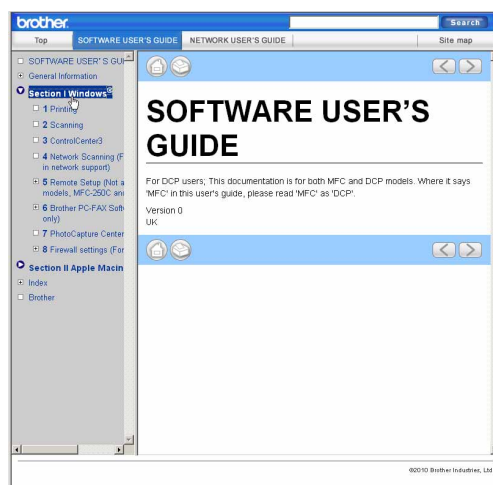 brother.
Search
Top
SOFTWARE USER'S GUIDE
NETWORK USER'S GUIDE
Site map
SOFTWARE USER' S GUI
General Information
Section I Windows®
1 Printing
2 Scanning
3 ControlCenter3
4 Network Scanning (F
in network support)
5 Remote Setup (Not a
models, MFC-250C an
6 Brother PC-FAX Soft
only)
7 PhotoCapture Center
8 Firewall settings (For
Section II Apple Macin
Index
Brother
SOFTWARE USER'S
GUIDE
For DCP users; This documentation is for both MFC and DCP models. Where it says
'MFC' in this user's guide, please read 'MFC' as 'DCP'.
Version 0
UK
©2010 Brother Industries, Ltd